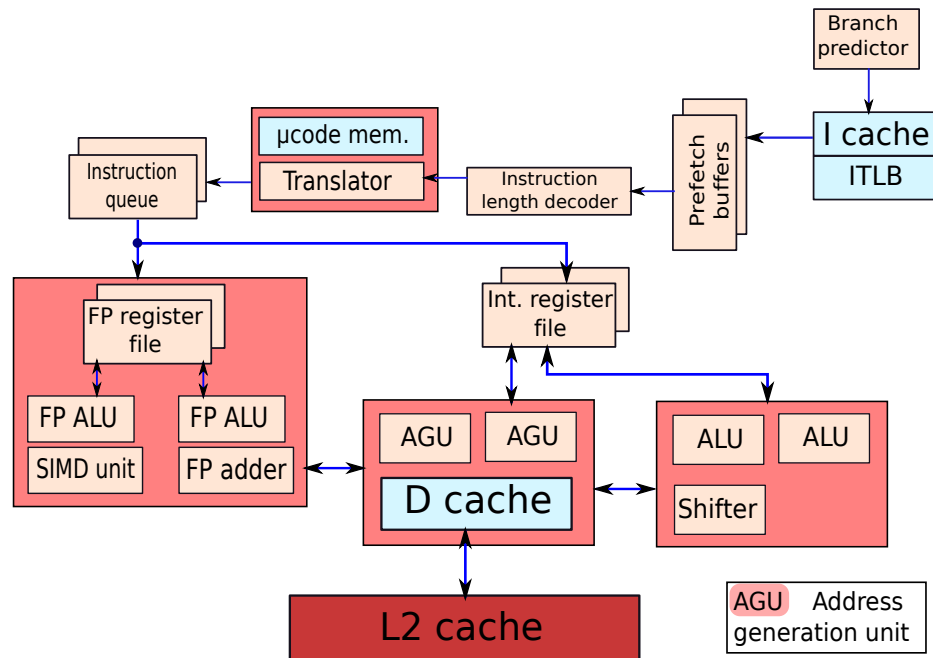 Branch
predictor
I cache
ITLB
Prefetch
buffers
Instruction
length decoder
µcode mem.
Translator
Instruction
queue
FP register
file
Int. register
file
FP ALU
FP ALU
SIMD unit
FP adder
AGU
AGU
D cache
ALU
ALU
Shifter
L2 cache
AGU Address
generation unit